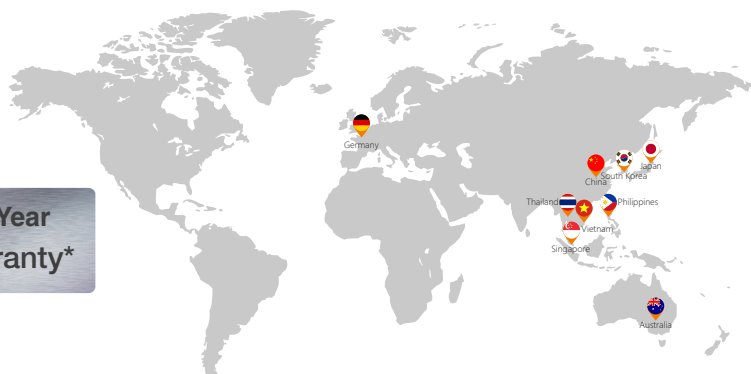 Germany
Japan
South Korea
China
Thailand
Philippines
Vietnam
Singapore
Year
ranty*
Australia